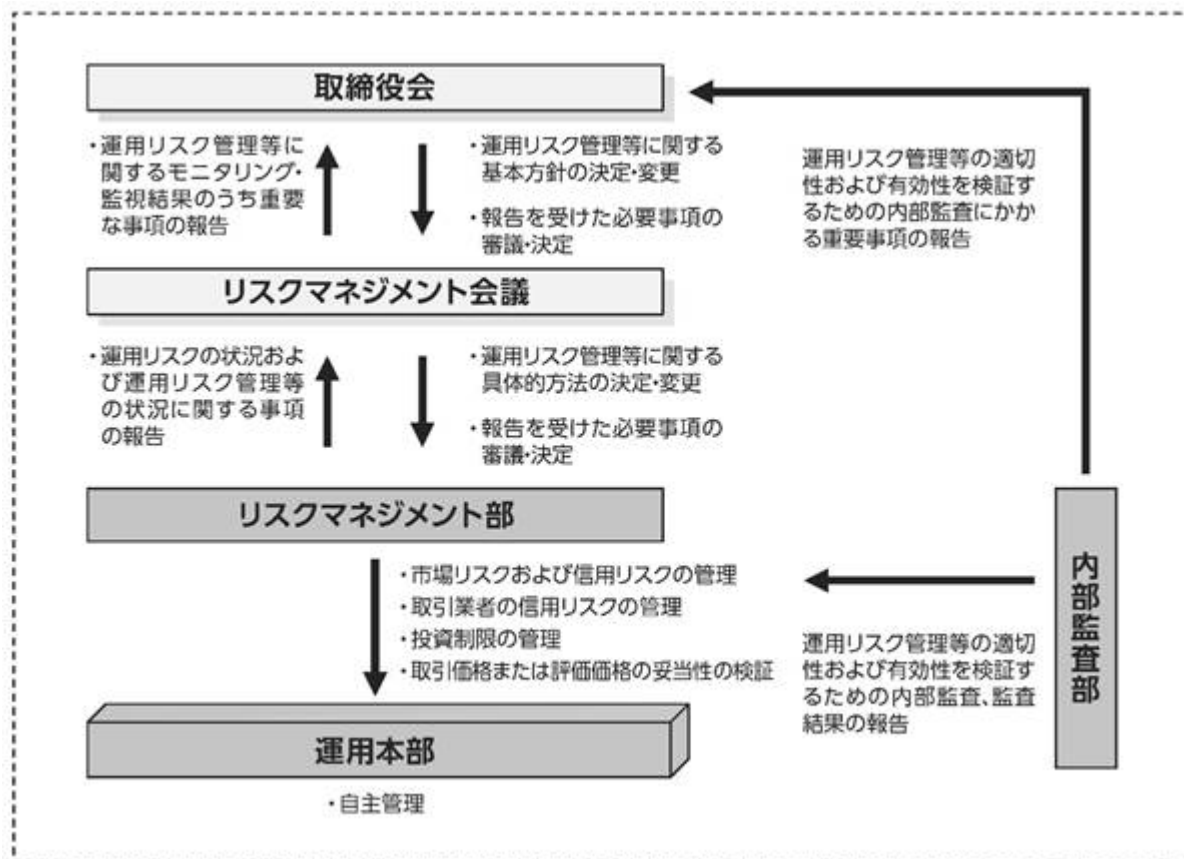 取締役会
・運用リスク管理等に
関するモニタリング・
監視結果のうち重要
な事項の報告
・運用リスク管理等に関する
基本方針の決定・変更
・報告を受けた必要事項の
審議・決定
運用リスク管理等の適切
性および有効性を検証す
るための内部監査にかか
る重要事項の報告
リスクマネジメント会議
・運用リスクの状況およ
び運用リスク管理等
の状況に関する事項
の報告
・運用リスク管理等に関する
具体的方法の決定・変更
・報告を受けた必要事項の
審議・決定
リスクマネジメント部
・市場リスクおよび信用リスクの管理
・取引業者の信用リスクの管理
・投資制限の管理
・取引価格または評価価格の妥当性の検証
運用リスク管理等の適切
性および有効性を検証す
るための内部監査、監査
結果の報告
内部監査部
運用本部
・自主管理